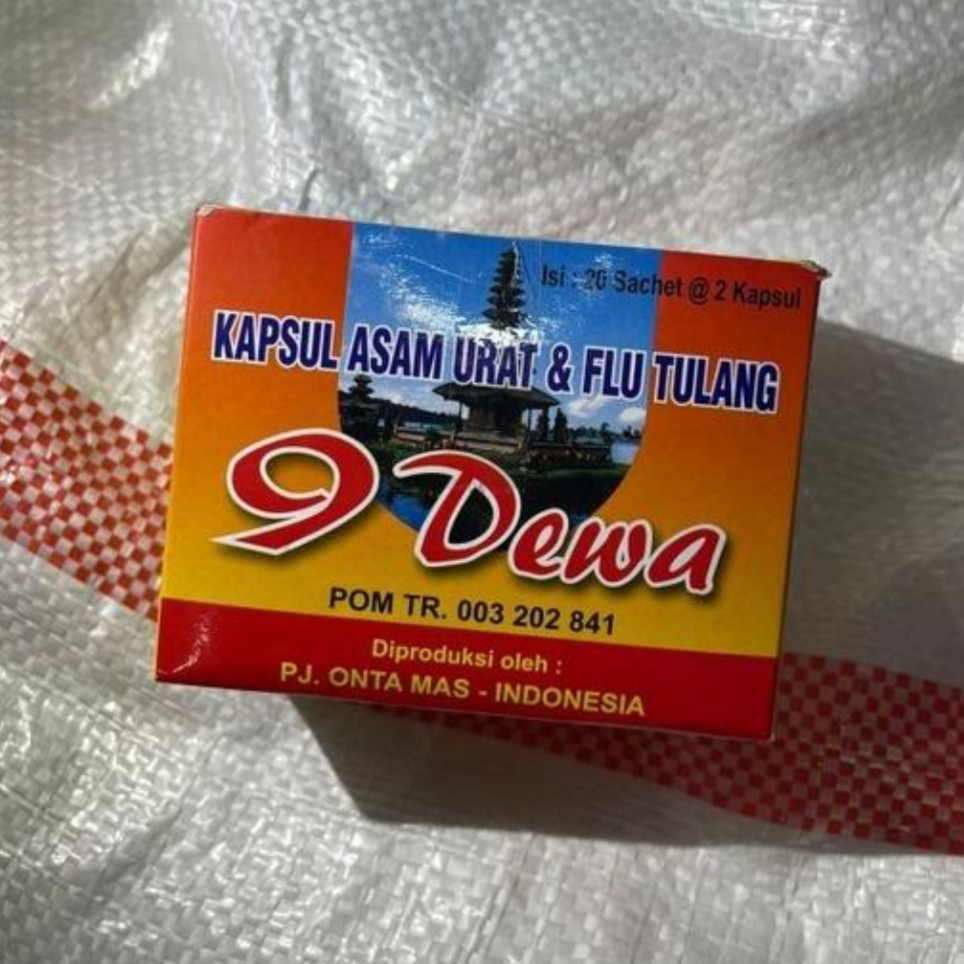 Isi : 20 Sachet @ 2 Kapsul
KAPSUL ASAM URAT & FLU TULANG
9 Dewa
POM TR. 003 202 841
Diproduksi oleh :
PJ. ONTA MAS - INDONESIA